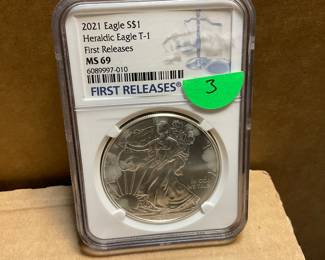 2021 Eagle S$1
Heraldic Eagle T-1
First Releases
MS 69
6089997-010
FIRST RELEASES®
3